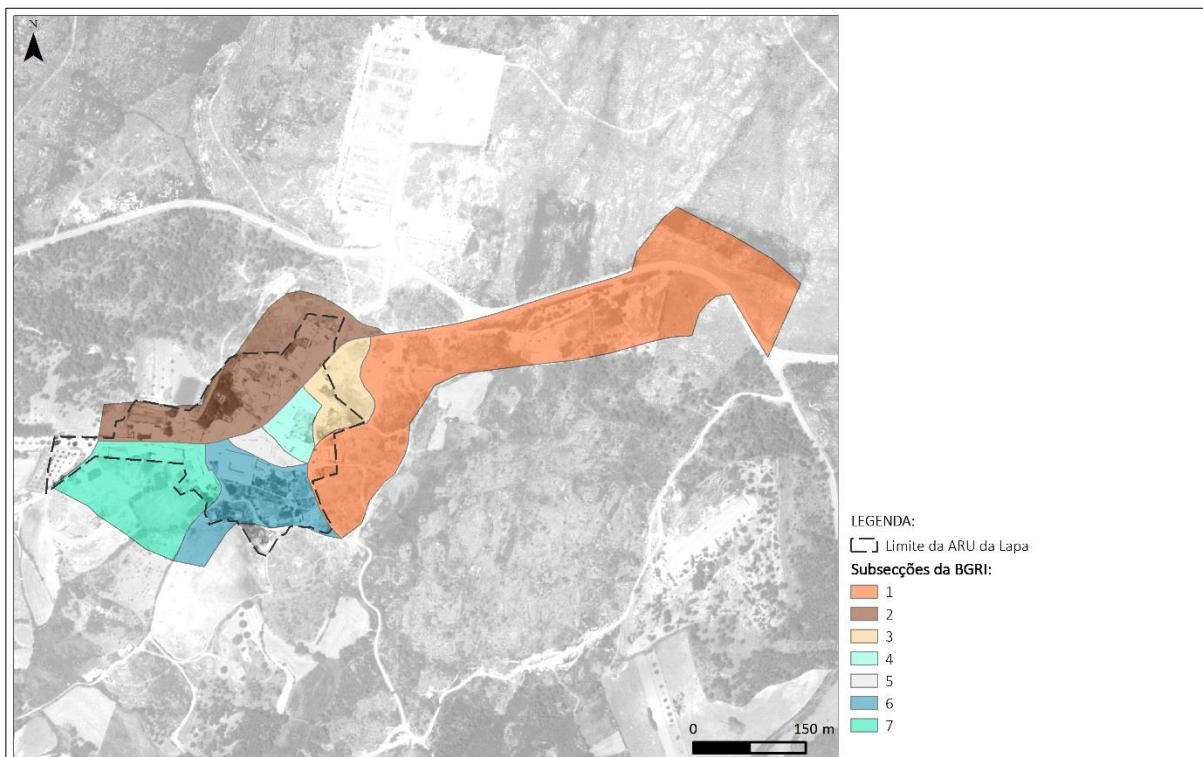 N
LEGENDA:
Limite da ARU da Lapa
Subsecções da BGRI:
1
2
3
4
5
6
7
0 150 m